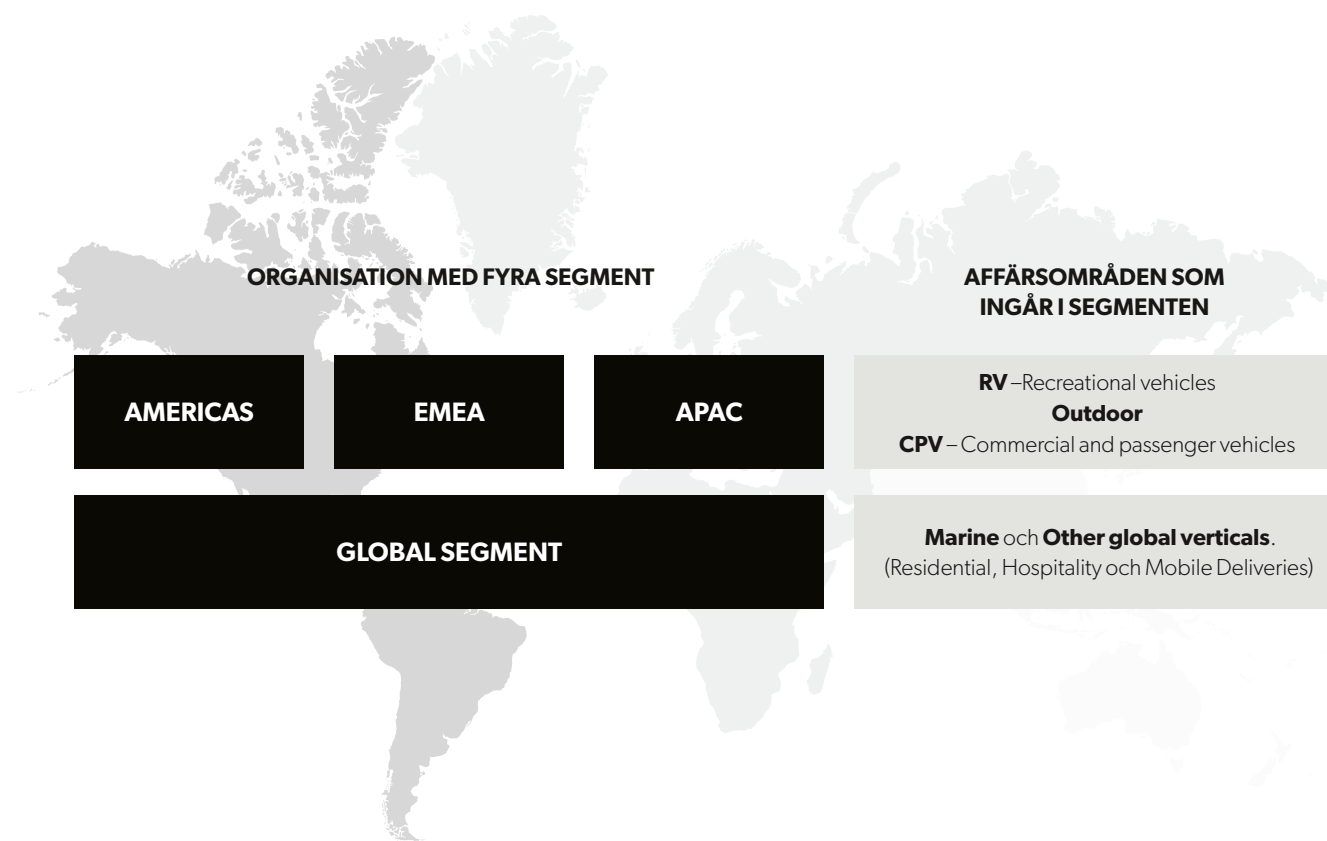 ORGANISATION MED FYRA SEGMENT
AFFÄRSOMRÅDEN SOM
INGÅR I SEGMENTEN
AMERICAS
EMEA
APAC
RV –Recreational vehicles
Outdoor
CPV – Commercial and passenger vehicles
GLOBAL SEGMENT
Marine och Other global verticals.
(Residential, Hospitality och Mobile Deliveries)